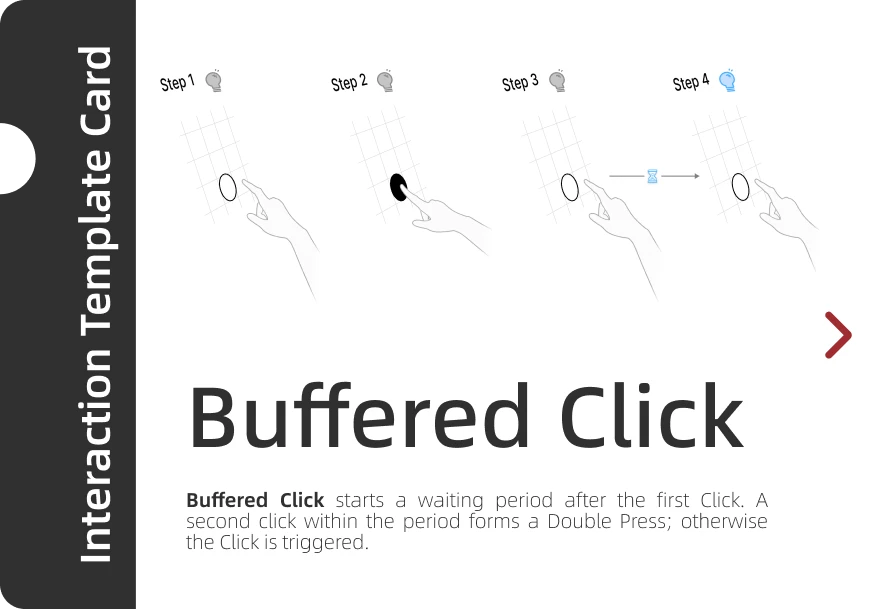 Interaction Template Card
Step 1
Step 2
Step 3
Step 4
Buffered Click
Buffered Click starts a waiting period after the first Click. A
second click within the period forms a Double Press; otherwise
the Click is triggered.